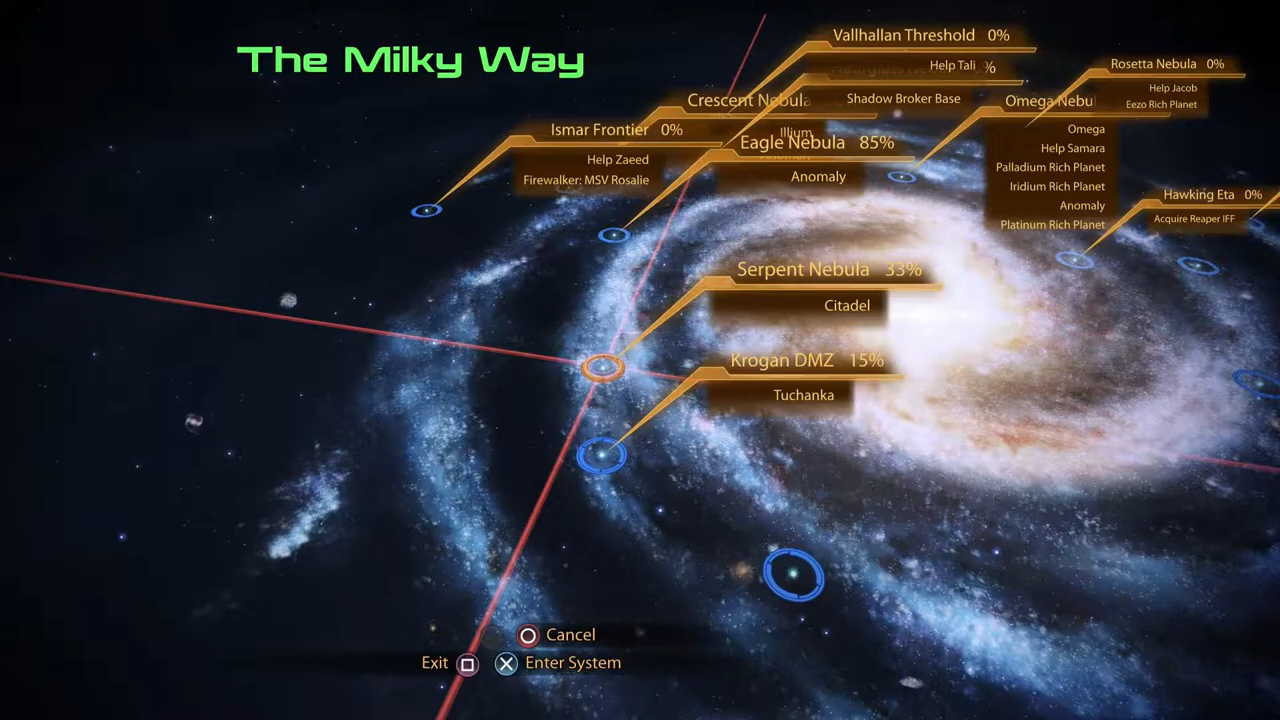 The Milky Way
Vallhallan Threshold 0%
Help Tali
%
Shadow Broker Base
Rosetta Nebula 0%
Help Jacob
Eezo Rich Planet
Crescent Nebula
Illium
Omega Nebu
Omega
Help Samara
Palladium Rich Planet
Iridium Rich Planet
Anomaly
Platinum Rich Planet
Ismar Frontier 0%
Help Zaeed
Firewalker: MSV Rosalie
Eagle Nebula 85%
Anomaly
Hawking Eta 0%
Acquire Reaper IFF
Serpent Nebula 33%
Citadel
Krogan DMZ 15%
Tuchanka
Cancel
Exit
Enter System